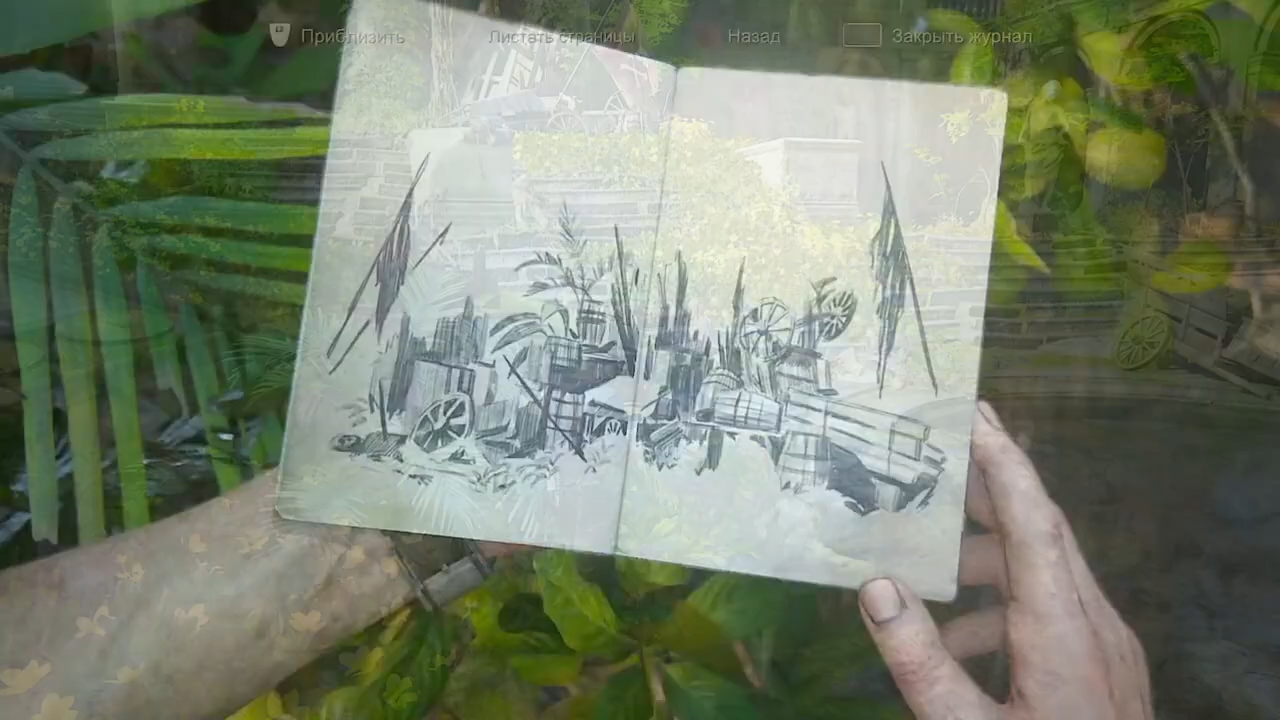 Приблизить
Листать страницы
Назад
Закрыть журнал